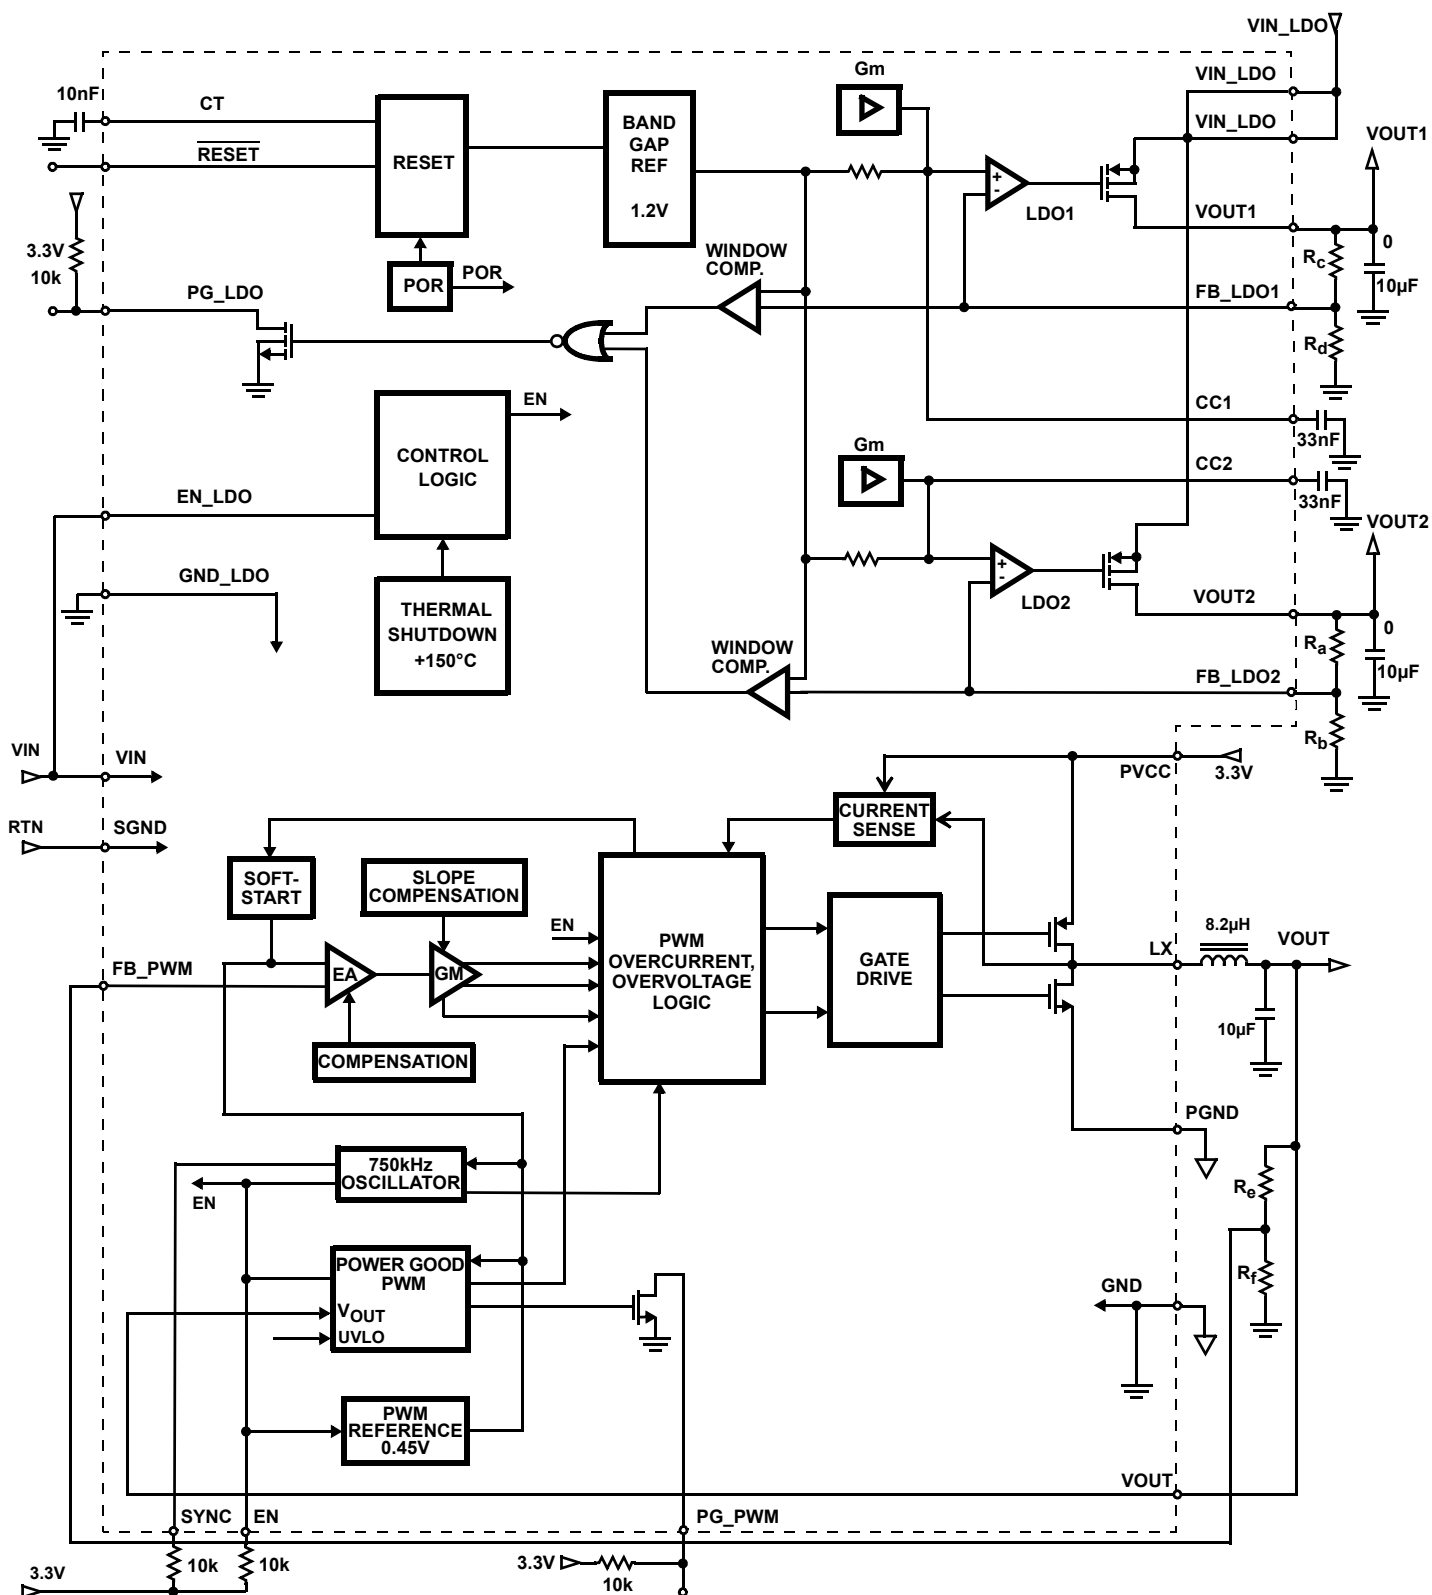 VIN_LDO
Gm
VIN_LDO
10nF
CT
VIN_LDO
VOUT1
RESET
RESET
BAND
GAP
REF
1.2V
+
-
LDO1
VOUT1
0
3.3V
10k
WINDOW
COMP.
Rc
10µF
POR
POR
PG_LDO
FB_LDO1
Rd
EN
CC1
33nF
CONTROL
LOGIC
Gm
CC2
33nF
EN_LDO
VOUT2
GND_LDO
+
-
LDO2
VOUT2
0
THERMAL
SHUTDOWN
+150°C
WINDOW
COMP.
Ra
10µF
FB_LDO2
Rb
VIN
VIN
PVCC
3.3V
RTN
SGND
CURRENT
SENSE
SOFT-
START
SLOPE
COMPENSATION
EN
PWM
OVERCURRENT,
OVERVOLTAGE
LOGIC
GATE
DRIVE
8.2µH
LX
VOUT
FB_PWM
EA
GM
10µF
COMPENSATION
PGND
750kHz
OSCILLATOR
EN
Re
POWER GOOD
PWM
VOUT
UVLO
GND
Rf
PWM
REFERENCE
0.45V
VOUT
SYNC
EN
PG_PWM
10k
10k
3.3V
3.3V
10k